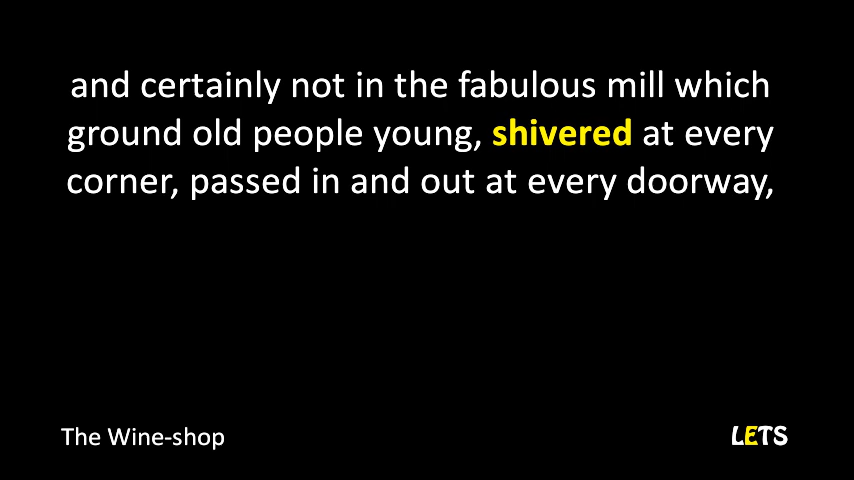 and certainly not in the fabulous mill which
ground old people young, shivered at every
corner, passed in and out at every doorway,
The Wine-shop
LETS